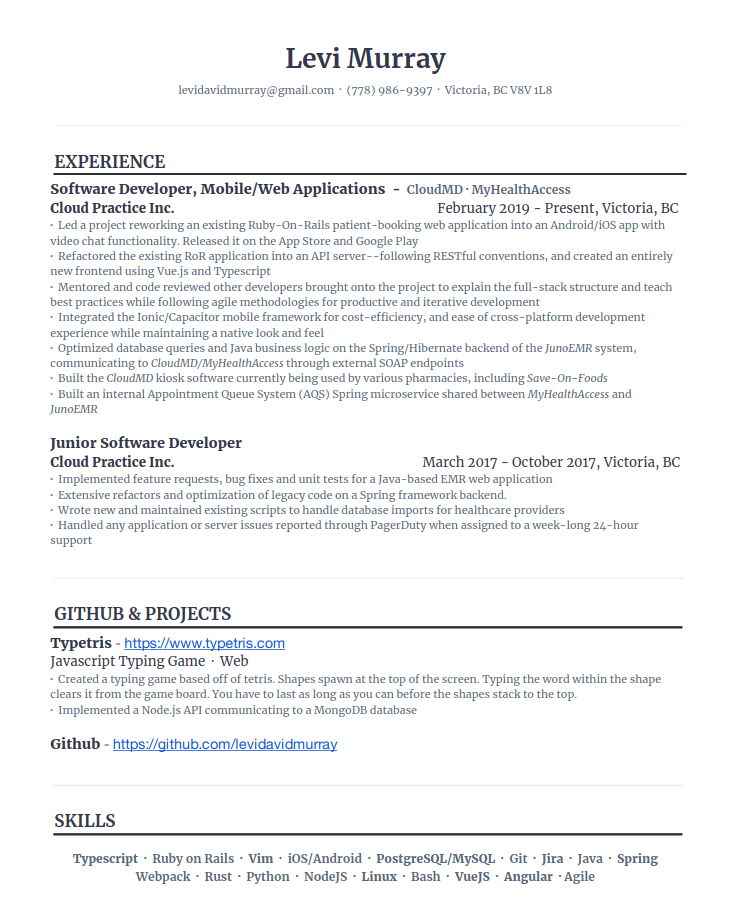 Levi Murray
levidavidmurray@gmail.com · (778) 986-9397 · Victoria, BC V8V 1L8
EXPERIENCE
Software Developer, Mobile/Web Applications - CloudMD · MyHealthAccess
Cloud Practice Inc. February 2019 - Present, Victoria, BC
· Led a project reworking an existing Ruby-On-Rails patient-booking web application into an Android/iOS app with
video chat functionality. Released it on the App Store and Google Play
· Refactored the existing RoR application into an API server--following RESTful conventions, and created an entirely
new frontend using Vue.js and Typescript
· Mentored and code reviewed other developers brought onto the project to explain the full-stack structure and teach
best practices while following agile methodologies for productive and iterative development
· Integrated the Ionic/Capacitor mobile framework for cost-efficiency, and ease of cross-platform development
experience while maintaining a native look and feel
· Optimized database queries and Java business logic on the Spring/Hibernate backend of the JunoEMR system,
communicating to CloudMD/MyHealthAccess through external SOAP endpoints
· Built the CloudMD kiosk software currently being used by various pharmacies, including Save-On-Foods
· Built an internal Appointment Queue System (AQS) Spring microservice shared between MyHealthAccess and
JunoEMR
Junior Software Developer
Cloud Practice Inc. March 2017 - October 2017, Victoria, BC
· Implemented feature requests, bug fixes and unit tests for a Java-based EMR web application
· Extensive refactors and optimization of legacy code on a Spring framework backend.
· Wrote new and maintained existing scripts to handle database imports for healthcare providers
· Handled any application or server issues reported through PagerDuty when assigned to a week-long 24-hour
support
GITHUB & PROJECTS
Typetris - https://www.typetris.com
Javascript Typing Game · Web
· Created a typing game based off of tetris. Shapes spawn at the top of the screen. Typing the word within the shape
clears it from the game board. You have to last as long as you can before the shapes stack to the top.
· Implemented a Node.js API communicating to a MongoDB database
Github - https://github.com/levidavidmurray
SKILLS
Typescript · Ruby on Rails · Vim · iOS/Android · PostgreSQL/MySQL · Git · Jira · Java · Spring
Webpack · Rust · Python · NodeJS · Linux · Bash · VueJS · Angular · Agile